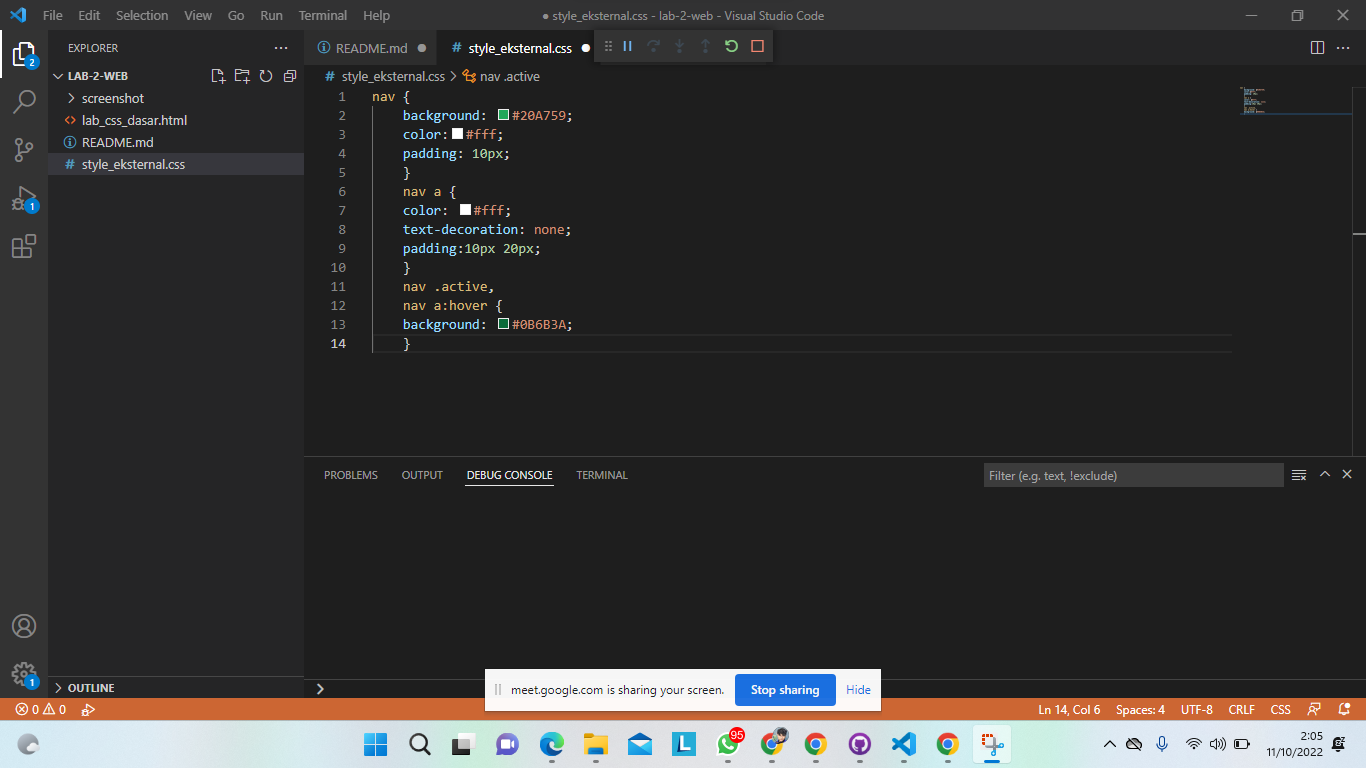 File Edit Selection View Go Run Terminal Help
● style_eksternal.css - lab-2-web - Visual Studio Code
EXPLORER
README.md
# style_eksternal.css
2
LAB-2-WEB
# style_eksternal.css > nav .active
screenshot
lab_css_dasar.html
README.md
# style_eksternal.css
1
1 nav {
2 background: #20A759;
3 color: #fff;
4 padding: 10px;
5 }
6 nav a {
7 color: #fff;
8 text-decoration: none;
9 padding:10px 20px;
10 }
11 nav .active,
12 nav a:hover {
13 background: #0B6B3A;
14 }
PROBLEMS OUTPUT DEBUG CONSOLE TERMINAL
Filter (e.g. text, !exclude)
1
OUTLINE
meet.google.com is sharing your screen. Stop sharing Hide
0 0
Ln 14, Col 6 Spaces: 4 UTF-8 CRLF CSS
L
95
2:05
11/10/2022